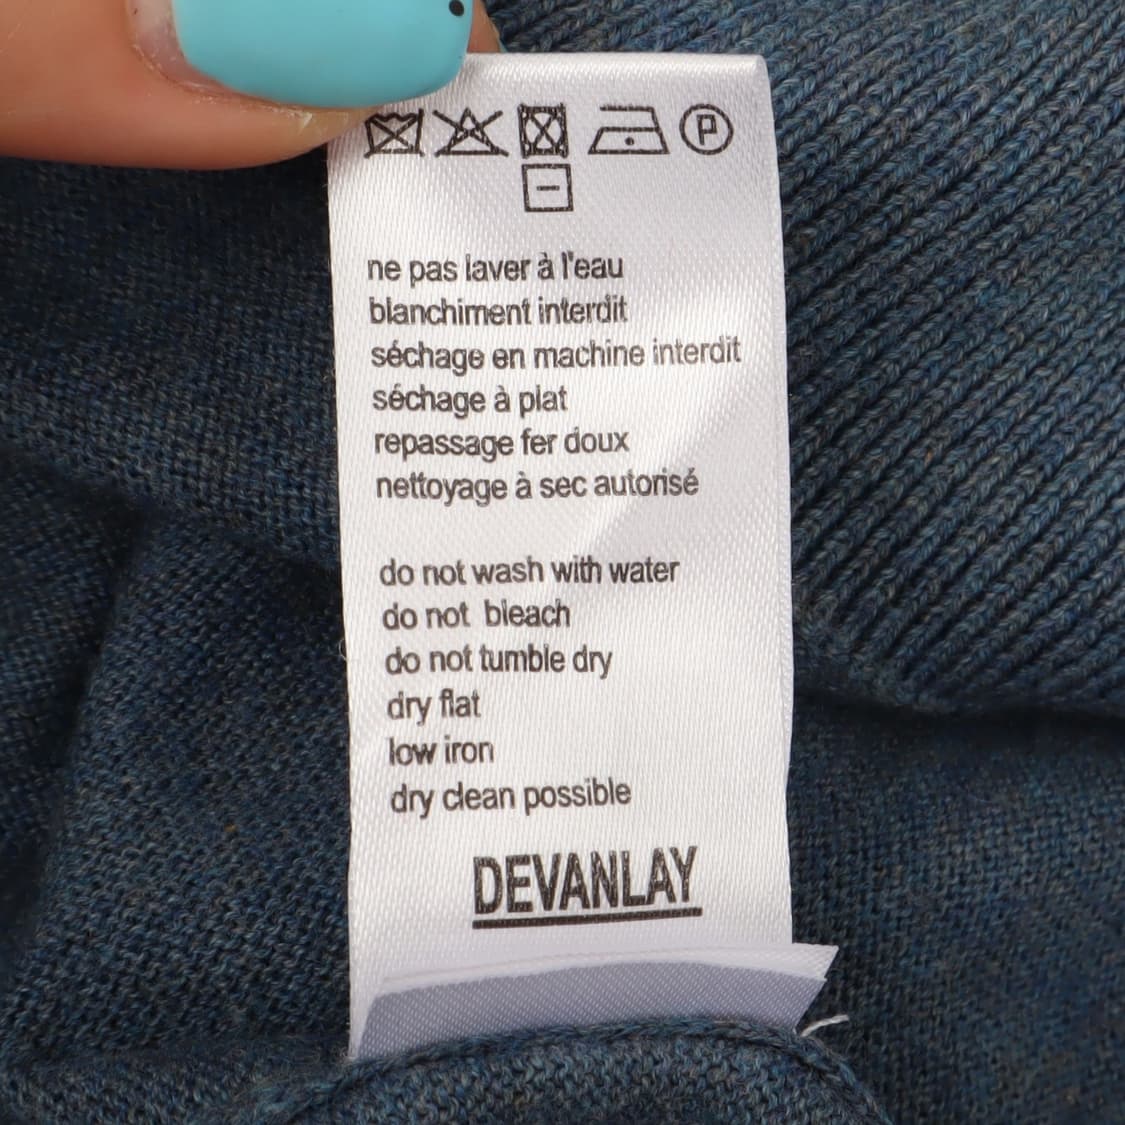 P
ne pas laver à l'eau
blanchiment interdit
séchage en machine interdit
séchage à plat
repassage fer doux
nettoyage à sec autorisé
do not wash with water
do not bleach
do not tumble dry
dry flat
low iron
dry clean possible
DEVANLAY